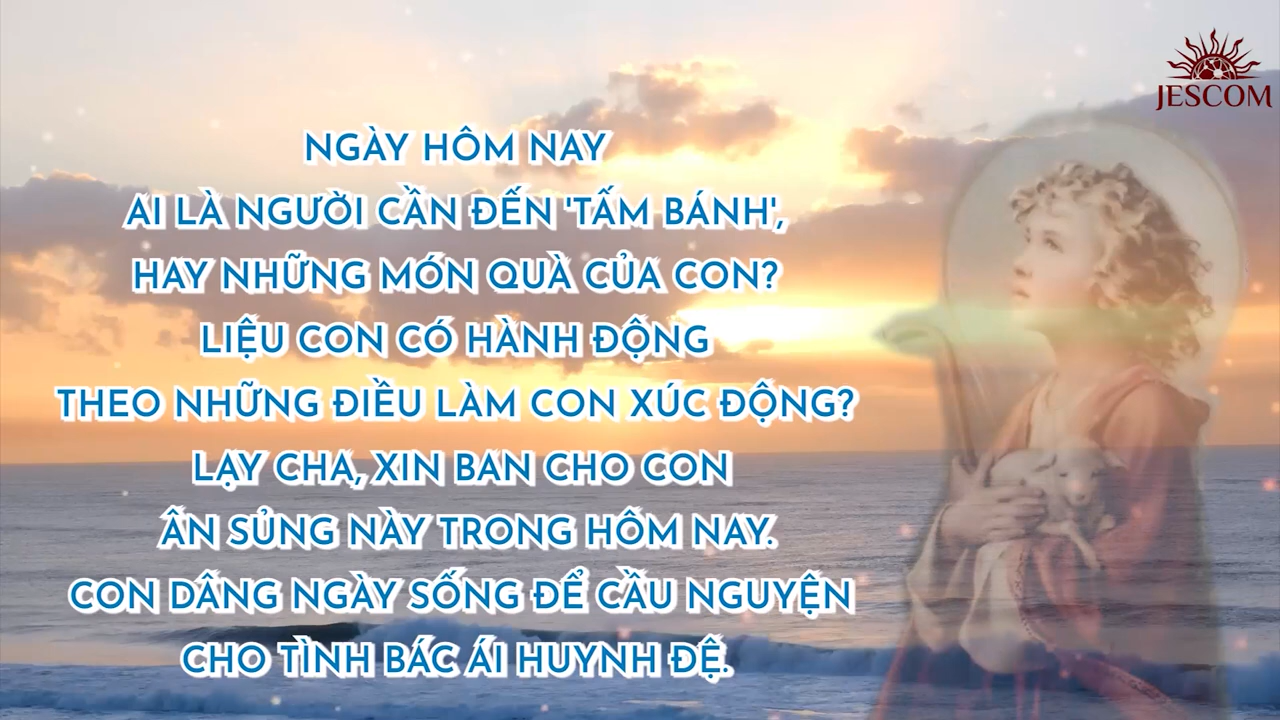 JESCOM
NGÀY HÔM NAY
AI LÀ NGƯỜI CẦN ĐẾN 'TẤM BÁNH',
HAY NHỮNG MÓN QUÀ CỦA CON?
LIỆU CON CÓ HÀNH ĐỘNG
THEO NHỮNG ĐIỀU LÀM CON XÚC ĐỘNG?
LẠY CHA, XIN BAN CHO CON
ÂN SỦNG NÀY TRONG HÔM NAY.
CON DÂNG NGÀY SỐNG ĐỂ CẦU NGUYỆN
CHO TÌNH BÁC ÁI HUYNH ĐỆ.